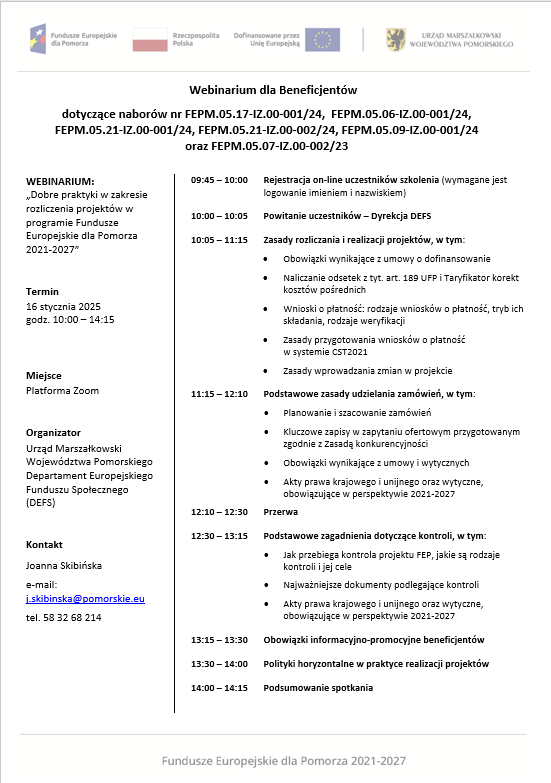 Fundusze Europejskie
dla Pomorza
Rzeczpospolita
Polska
Dofinansowane przez
Unię Europejską
URZĄD MARSZAŁKOWSKI
WOJEWÓDZTWA POMORSKIEGO
Webinarium dla Beneficjentów
dotyczące naborów nr FEPM.05.17-IZ.00-001/24, FEPM.05.06-IZ.00-001/24,
FEPM.05.21-IZ.00-001/24, FEPM.05.21-IZ.00-002/24, FEPM.05.09-IZ.00-001/24
oraz FEPM.05.07-IZ.00-002/23
WEBINARIUM:
„Dobre praktyki w zakresie
rozliczenia projektów w
programie Fundusze
Europejskie dla Pomorza
2021-2027”
Termin
16 stycznia 2025
godz. 10:00 – 14:15
Miejsce
Platforma Zoom
Organizator
Urząd Marszałkowski
Województwa Pomorskiego
Departament Europejskiego
Funduszu Społecznego
(DEFS)
Kontakt
Joanna Skibińska
e-mail:
j.skibinska@pomorskie.eu
tel. 58 32 68 214
09:45 – 10:00 Rejestracja on-line uczestników szkolenia (wymagane jest
logowanie imieniem i nazwiskiem)
10:00 – 10:05 Powitanie uczestników – Dyrekcja DEFS
10:05 – 11:15 Zasady rozliczania i realizacji projektów, w tym:
• Obowiązki wynikające z umowy o dofinansowanie
• Naliczanie odsetek z tyt. art. 189 UFP i Taryfikator korekt
kosztów pośrednich
• Wnioski o płatność: rodzaje wniosków o płatność, tryb ich
składania, rodzaje weryfikacji
• Zasady przygotowania wniosków o płatność
w systemie CST2021
• Zasady wprowadzania zmian w projekcie
11:15 – 12:10 Podstawowe zasady udzielania zamówień, w tym:
• Planowanie i szacowanie zamówień
• Kluczowe zapisy w zapytaniu ofertowym przygotowanym
zgodnie z Zasadą konkurencyjności
• Obowiązki wynikające z umowy i wytycznych
• Akty prawa krajowego i unijnego oraz wytyczne,
obowiązujące w perspektywie 2021-2027
12:10 – 12:30 Przerwa
12:30 – 13:15 Podstawowe zagadnienia dotyczące kontroli, w tym:
• Jak przebiega kontrola projektu FEP, jakie są rodzaje
kontroli i jej cele
• Najważniejsze dokumenty podlegające kontroli
• Akty prawa krajowego i unijnego oraz wytyczne,
obowiązujące w perspektywie 2021-2027
13:15 – 13:30 Obowiązki informacyjno-promocyjne beneficjentów
13:30 – 14:00 Polityki horyzontalne w praktyce realizacji projektów
14:00 – 14:15 Podsumowanie spotkania
Fundusze Europejskie dla Pomorza 2021-2027